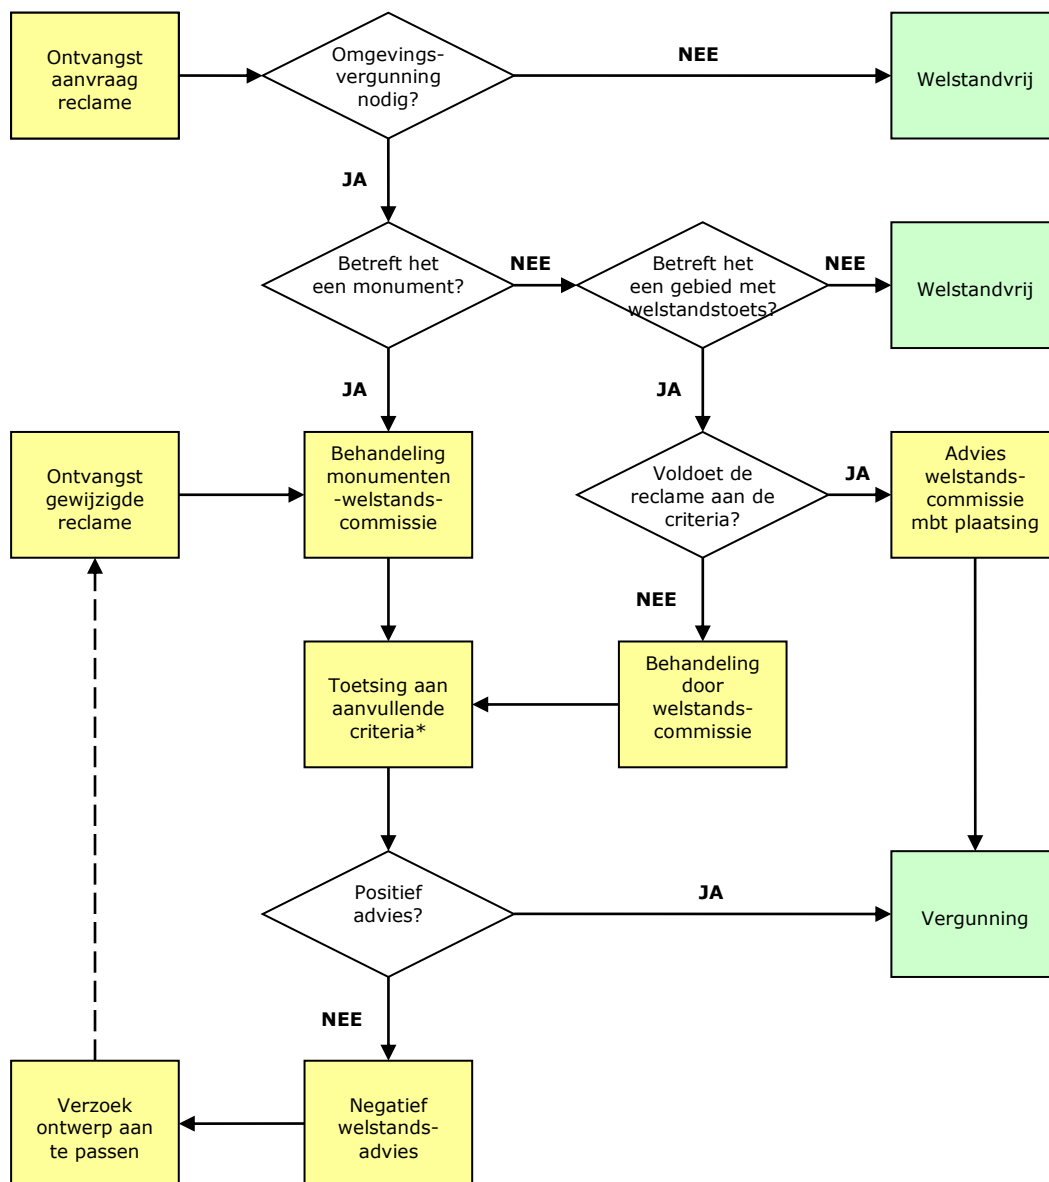 Ontvangst
aanvraag
reclame
Omgevings-
vergunning
nodig?
NEE
Welstandvrij
JA
Betreft het
een monument?
NEE
Betreft het
een gebied met
welstandstoets?
NEE
Welstandvrij
JA
JA
Ontvangst
gewijzigde
reclame
Behandeling
monumenten
-welstands-
commissie
Voldoet de
reclame aan de
criteria?
JA
Advies
welstands-
commissie
mbt plaatsing
NEE
Toetsing aan
aanvullende
criteria*
Behandeling
door
welstands-
commissie
Positief
advies?
JA
Vergunning
NEE
Verzoek
ontwerp aan
te passen
Negatief
welstands-
advies